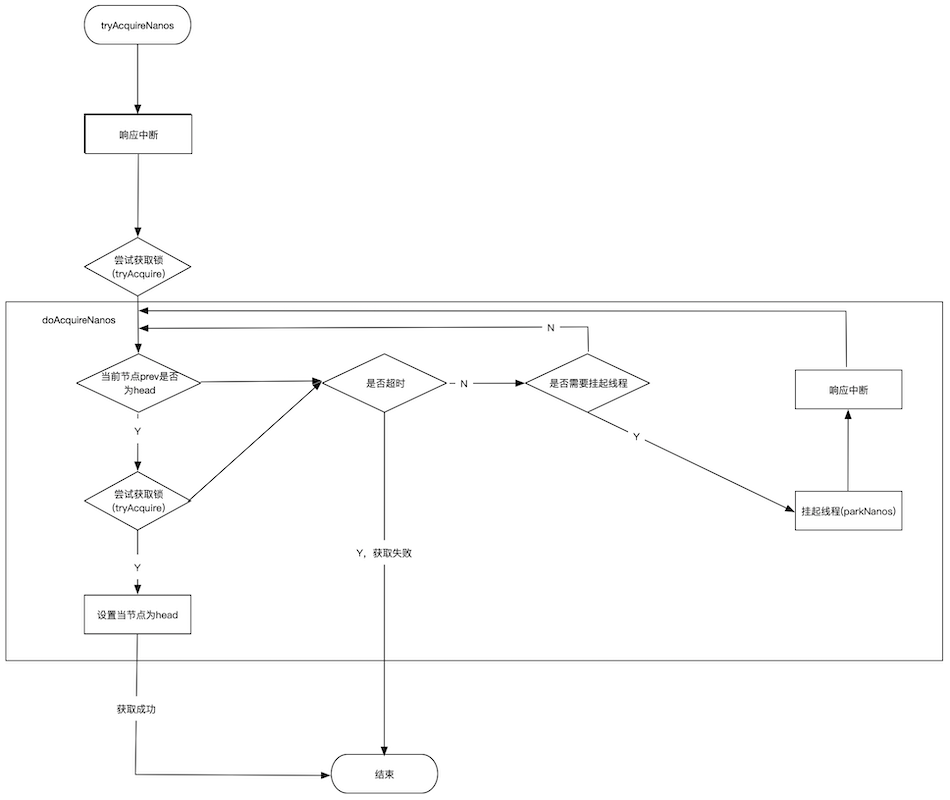 tryAcquireNanos
响应中断
尝试获取锁
(tryAcquire)
doAcquireNanos
N
当前节点prev是否
为head
是否超时
N
是否需要挂起线程
响应中断
Y
Y
尝试获取锁
(tryAcquire)
挂起线程(parkNanos)
Y，获取失败
Y
设置当节点为head
获取成功
结束